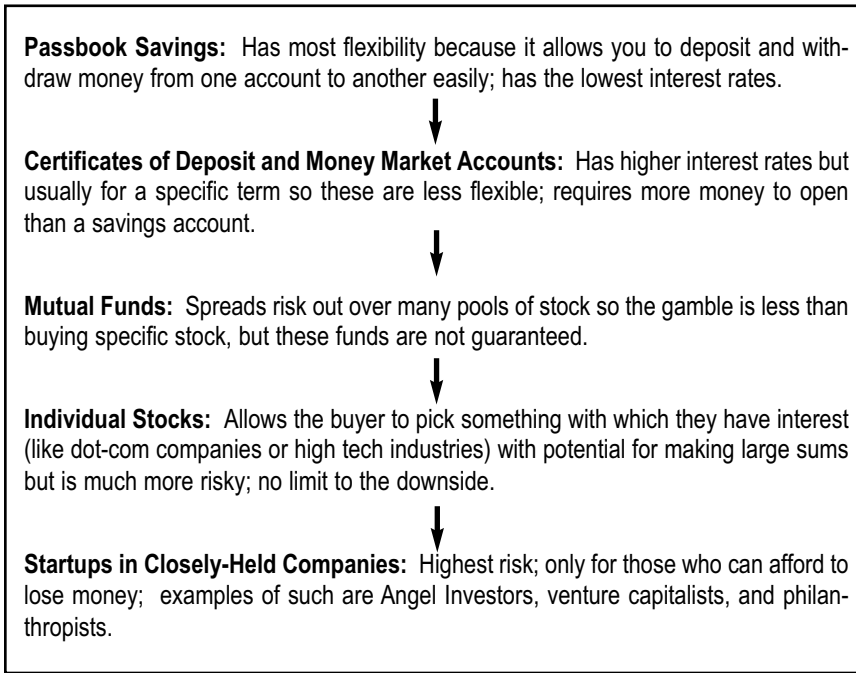 Passbook Savings: Has most flexibility because it allows you to deposit and with-
draw money from one account to another easily; has the lowest interest rates.
Certificates of Deposit and Money Market Accounts: Has higher interest rates but
usually for a specific term so these are less flexible; requires more money to open
than a savings account.
Mutual Funds: Spreads risk out over many pools of stock so the gamble is less than
buying specific stock, but these funds are not guaranteed.
Individual Stocks: Allows the buyer to pick something with which they have interest
(like dot-com companies or high tech industries) with potential for making large sums
but is much more risky; no limit to the downside.
Startups in Closely-Held Companies: Highest risk; only for those who can afford to
lose money; examples of such are Angel Investors, venture capitalists, and philan-
thropists.